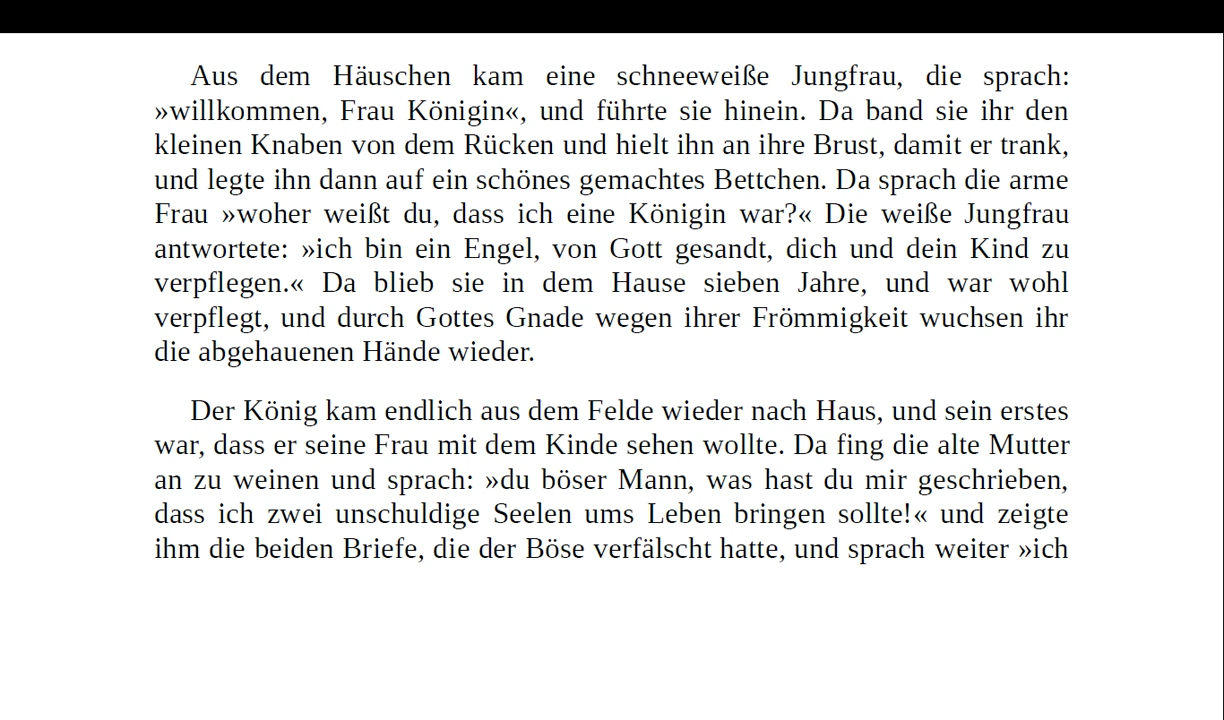 Aus dem Häuschen kam eine schneeweiße Jungfrau, die sprach:
»willkommen, Frau Königin«, und führte sie hinein. Da band sie ihr den
kleinen Knaben von dem Rücken und hielt ihn an ihre Brust, damit er trank,
und legte ihn dann auf ein schönes gemachtes Bettchen. Da sprach die arme
Frau »woher weißt du, dass ich eine Königin war?« Die weiße Jungfrau
antwortete: »ich bin ein Engel, von Gott gesandt, dich und dein Kind zu
verpflegen.« Da blieb sie in dem Hause sieben Jahre, und war wohl
verpflegt, und durch Gottes Gnade wegen ihrer Frömmigkeit wuchsen ihr
die abgehauenen Hände wieder.
Der König kam endlich aus dem Felde wieder nach Haus, und sein erstes
war, dass er seine Frau mit dem Kinde sehen wollte. Da fing die alte Mutter
an zu weinen und sprach: »du böser Mann, was hast du mir geschrieben,
dass ich zwei unschuldige Seelen ums Leben bringen sollte!« und zeigte
ihm die beiden Briefe, die der Böse verfälscht hatte, und sprach weiter »ich